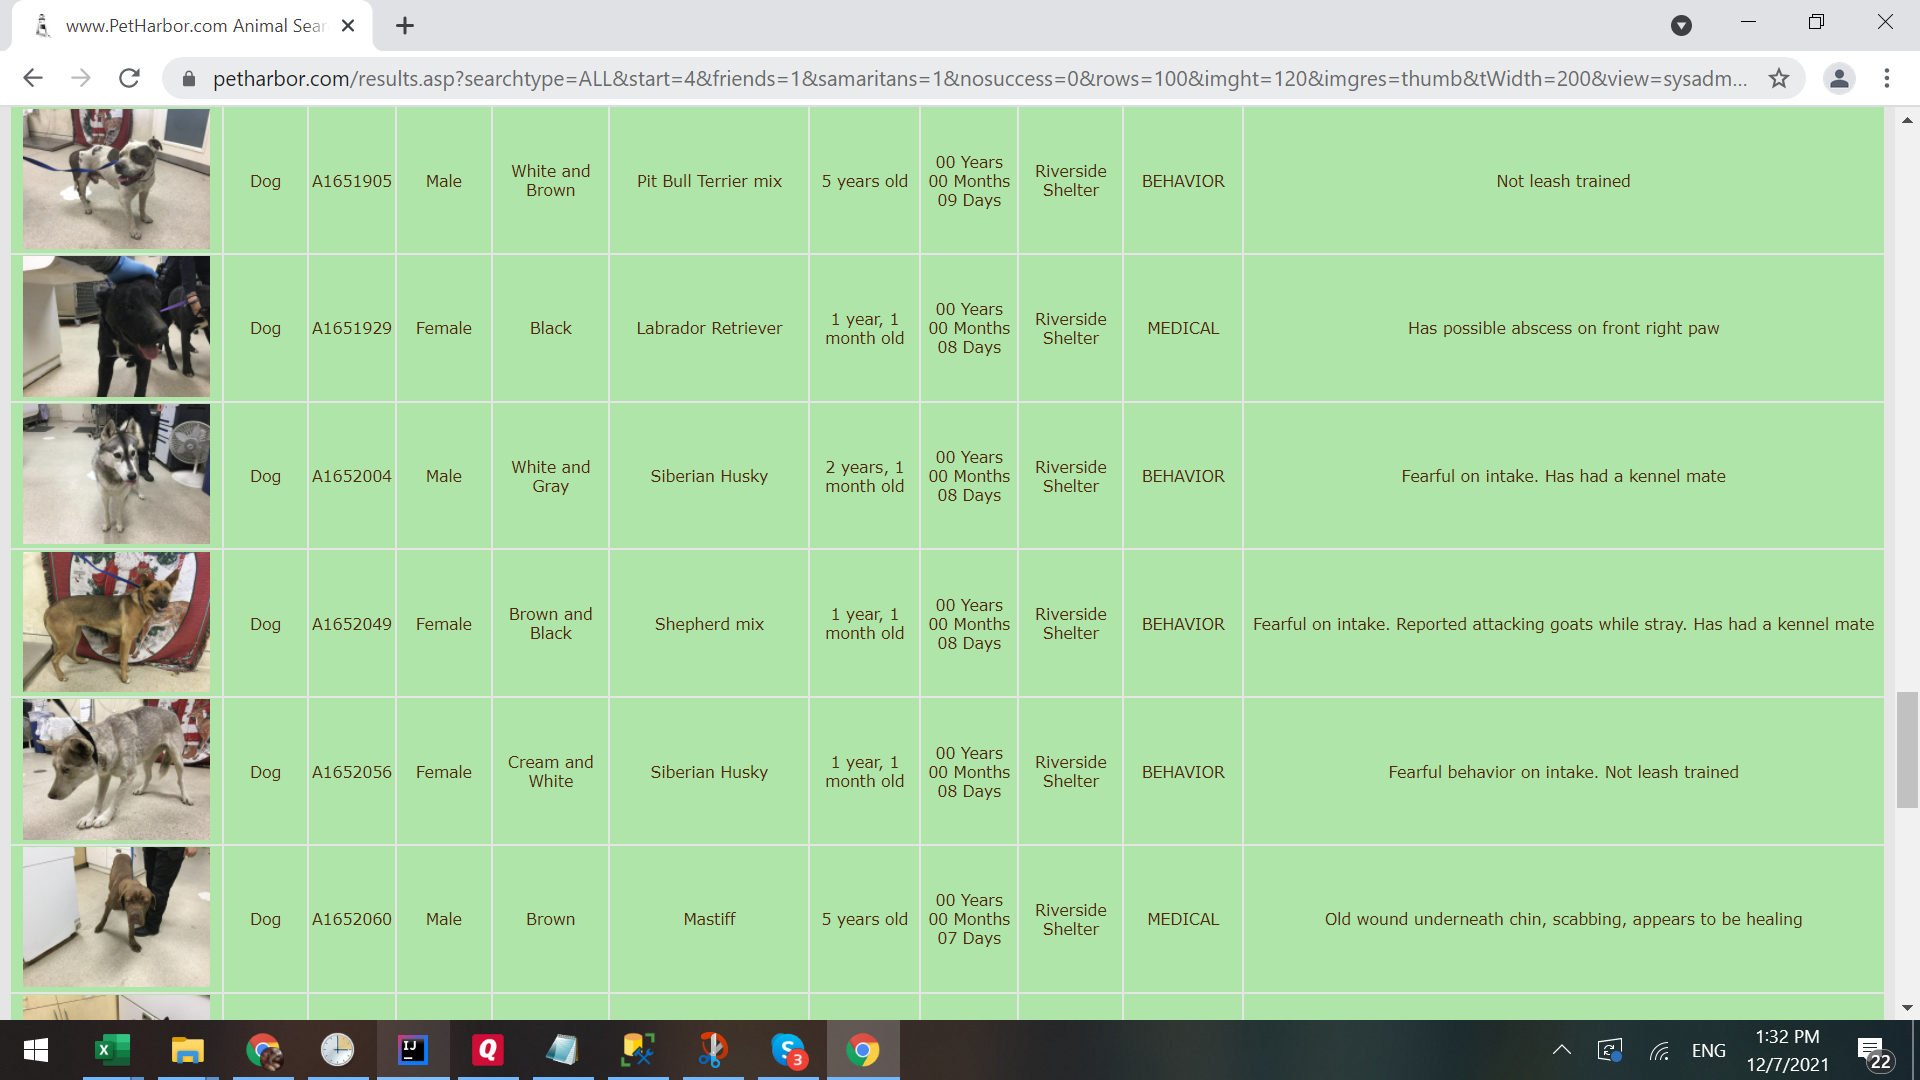 www.PetHarbor.com Animal Sear
petharbor.com/results.asp?searchtype=ALL&start=4&friends=1&samaritans=1&nosuccess=0&rows=100&imght=120&imgres=thumb&tWidth=200&view=sysadm...
Dog A1651905 Male White and Brown Pit Bull Terrier mix 5 years old 00 Years 00 Months 09 Days Riverside Shelter BEHAVIOR Not leash trained
Dog A1651929 Female Black Labrador Retriever 1 year, 1 month old 00 Years 00 Months 08 Days Riverside Shelter MEDICAL Has possible abscess on front right paw
Dog A1652004 Male White and Gray Siberian Husky 2 years, 1 month old 00 Years 00 Months 08 Days Riverside Shelter BEHAVIOR Fearful on intake. Has had a kennel mate
Dog A1652049 Female Brown and Black Shepherd mix 1 year, 1 month old 00 Years 00 Months 08 Days Riverside Shelter BEHAVIOR Fearful on intake. Reported attacking goats while stray. Has had a kennel mate
Dog A1652056 Female Cream and White Siberian Husky 1 year, 1 month old 00 Years 00 Months 08 Days Riverside Shelter BEHAVIOR Fearful behavior on intake. Not leash trained
Dog A1652060 Male Brown Mastiff 5 years old 00 Years 00 Months 07 Days Riverside Shelter MEDICAL Old wound underneath chin, scabbing, appears to be healing
X IJ Q S 3 ENG 1:32 PM
12/7/2021 22